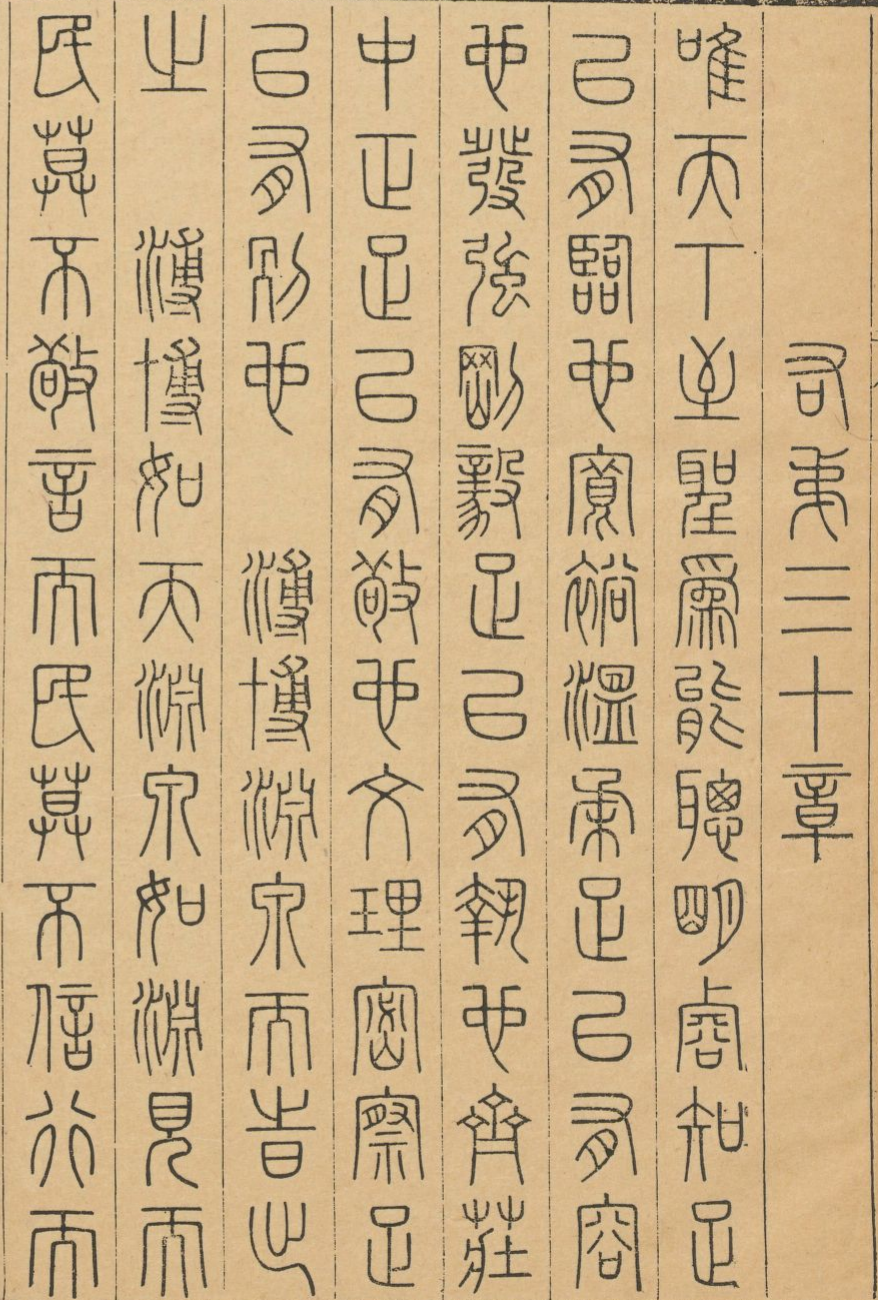 右弟三十章
唯天下至聖爲能聰明睿知足
以有臨也寬裕溫柔足以有容
也發強剛毅足以有執也齊莊
中正足以有敬也文理密察足
以有別也　溥博淵泉而旹出
之　溥博如天淵泉如淵見而
民莫不敬言而民莫不信行而